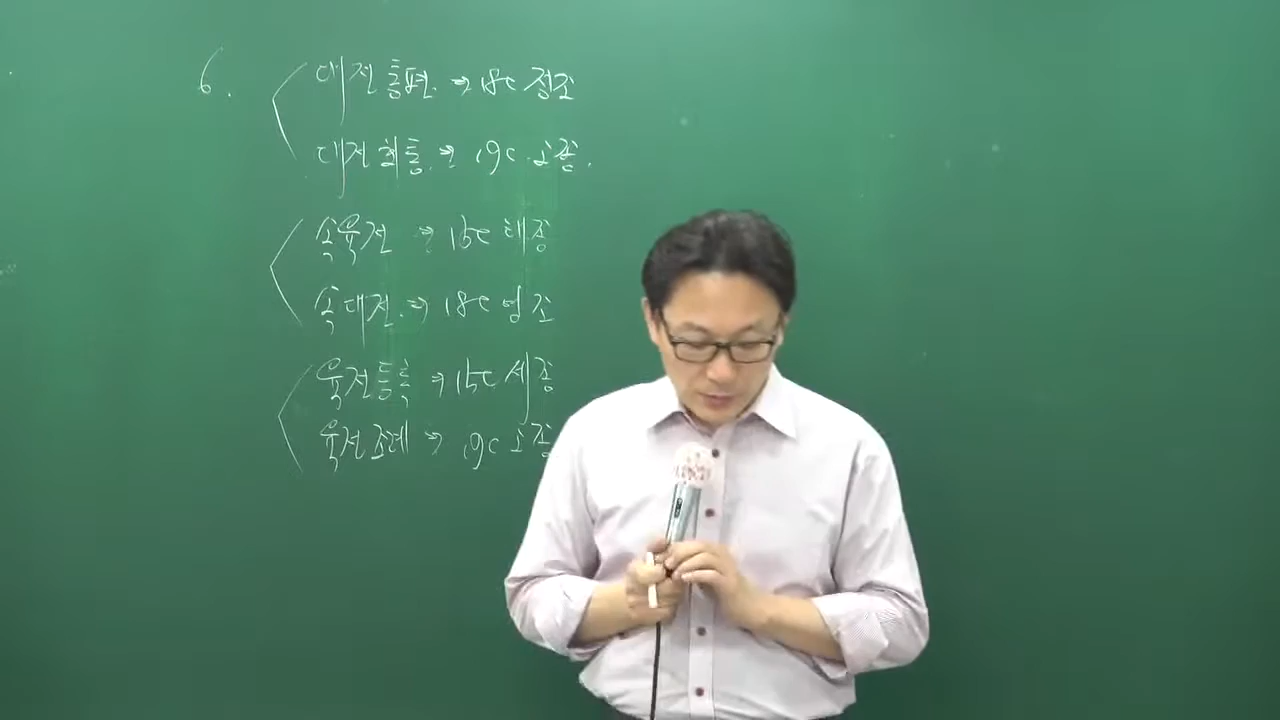 6.
대전통편 → 18C 정조
대전회통 → 19C 고종.
속육전 → 15C 태종
속대전 → 18C 영조
육전등록 → 15C 세종
육전조례 → 19C 고종